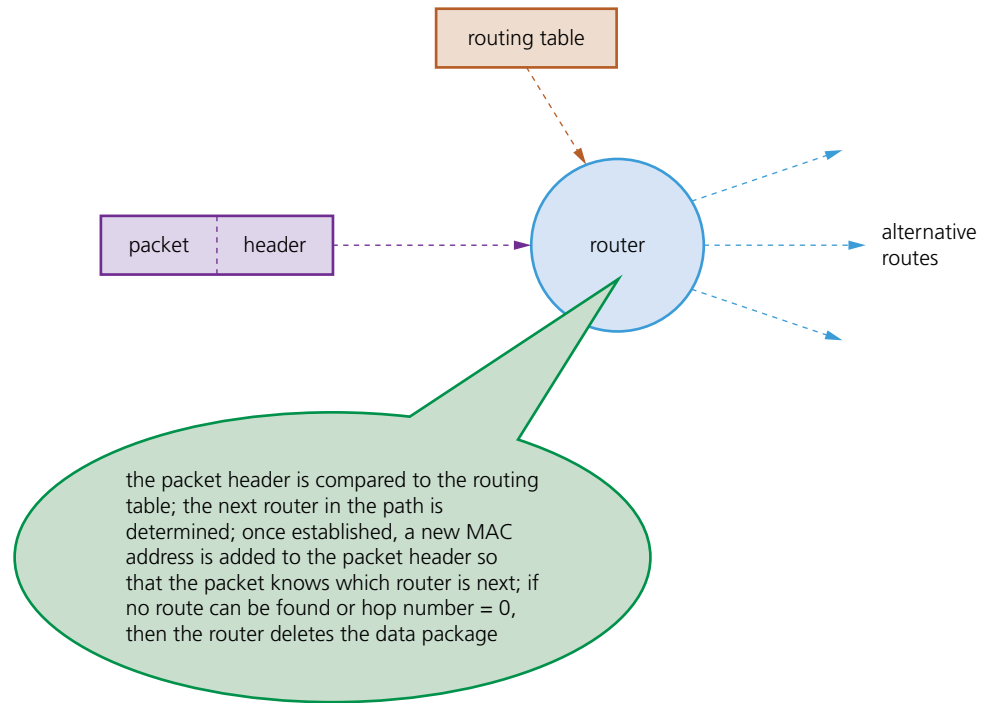 routing table
packet
header
router
alternative
routes
the packet header is compared to the routing
table; the next router in the path is
determined; once established, a new MAC
address is added to the packet header so
that the packet knows which router is next; if
no route can be found or hop number = 0,
then the router deletes the data package